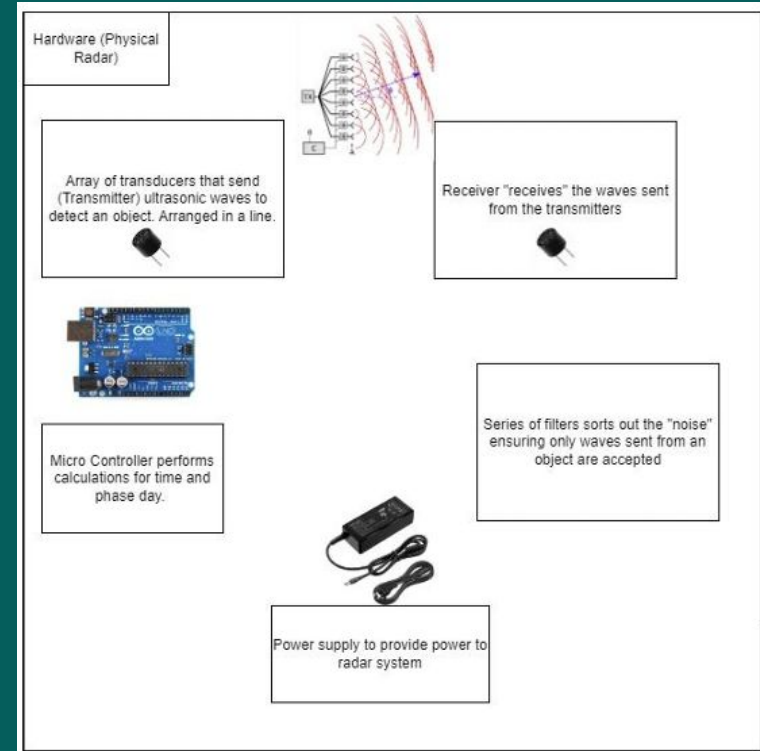 Hardware (Physical
Radar)
TX
C
Array of transducers that send
(Transmitter) ultrasonic waves to
detect an object. Arranged in a line.
Receiver "receives" the waves sent
from the transmitters
UNO
Series of filters sorts out the "noise"
ensuring only waves sent from an
object are accepted
Micro Controller performs
calculations for time and
phase day.
Power supply to provide power to
radar system